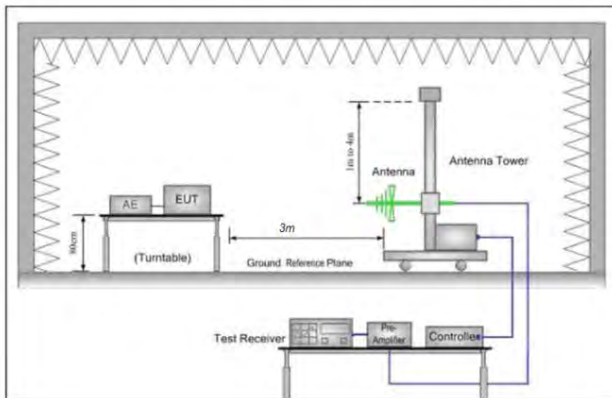 1m to 4m
Antenna
Antenna Tower
AE
EUT
80cm
(Turntable)
3m
Ground Reference Plane
Test Receiver
Pre-
Amplifier
Controller